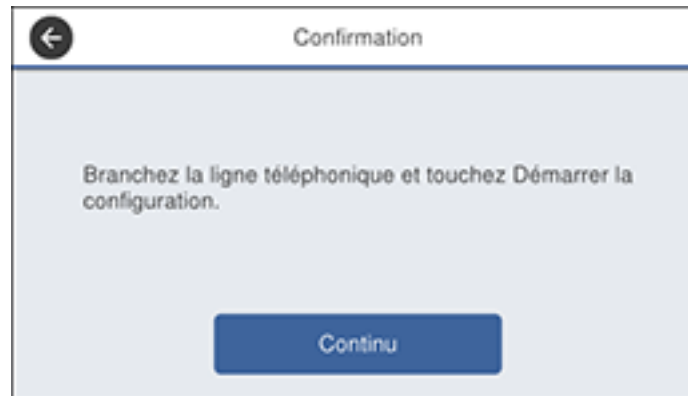 Confirmation
Branchez la ligne téléphonique et touchez Démarrer la
configuration.
Continu